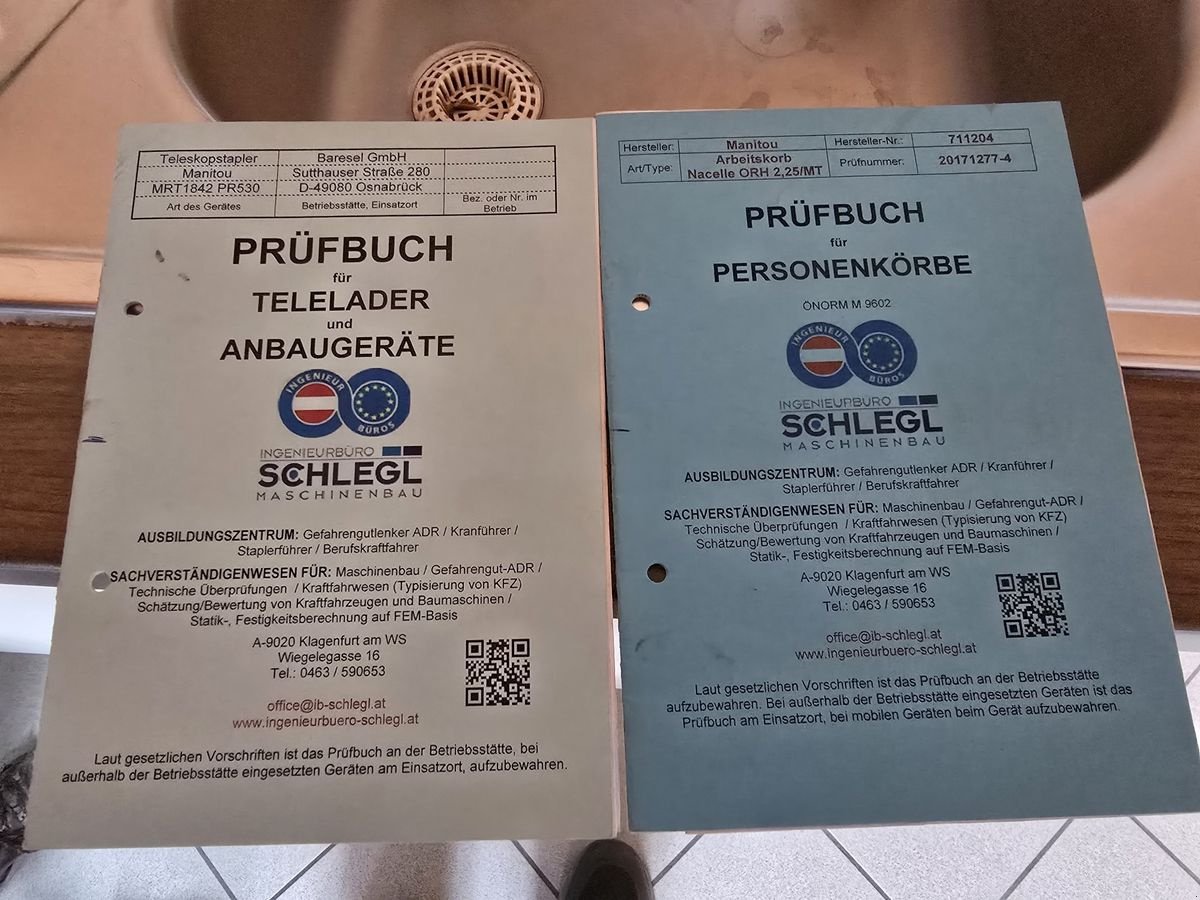 Teleskopstapler Baresel GmbH
Manitou Sutthauser Straße 280
MRT1842 PR530 D-49080 Osnabrück
Art des Gerätes Betriebsstätte, Einsatzort Bez. oder Nr. im Betrieb
PRÜFBUCH
für
TELELADER
und
ANBAUGERÄTE
INGENIEUR
BÜROS
INGENIEURBÜRO
SCHLEGL
MASCHINENBAU
AUSBILDUNGSZENTRUM: Gefahrengutlenker ADR / Kranführer /
Staplerführer / Berufskraftfahrer
SACHVERSTÄNDIGENWESEN FÜR: Maschinenbau / Gefahrengut-ADR /
Technische Überprüfungen / Kraftfahrwesen (Typisierung von KFZ)
Schätzung/Bewertung von Kraftfahrzeugen und Baumaschinen /
Statik-, Festigkeitsberechnung auf FEM-Basis
A-9020 Klagenfurt am WS
Wiegelegasse 16
Tel.: 0463 / 590653
office@ib-schlegl.at
www.ingenieurbuero-schlegl.at
Laut gesetzlichen Vorschriften ist das Prüfbuch an der Betriebsstätte, bei
außerhalb der Betriebsstätte eingesetzten Geräten am Einsatzort, aufzubewahren.
Hersteller: Manitou Hersteller-Nr.: 711204
Art/Type: Arbeitskorb Prüfnummer: 20171277-4
Nacelle ORH 2,25/MT
PRÜFBUCH
für
PERSONENKÖRBE
ÖNORM M 9602
INGENIEUR
BÜROS
INGENIEURBÜRO
SCHLEGL
MASCHINENBAU
AUSBILDUNGSZENTRUM: Gefahrengutlenker ADR / Kranführer /
Staplerführer / Berufskraftfahrer
SACHVERSTÄNDIGENWESEN FÜR: Maschinenbau / Gefahrengut-ADR /
Technische Überprüfungen / Kraftfahrwesen (Typisierung von KFZ)
Schätzung/Bewertung von Kraftfahrzeugen und Baumaschinen /
Statik-, Festigkeitsberechnung auf FEM-Basis
A-9020 Klagenfurt am WS
Wiegelegasse 16
Tel.: 0463 / 590653
office@ib-schlegl.at
www.ingenieurbuero-schlegl.at
Laut gesetzlichen Vorschriften ist das Prüfbuch an der Betriebsstätte
aufzubewahren. Bei außerhalb der Betriebsstätte eingesetzten Geräten ist das
Prüfbuch am Einsatzort, bei mobilen Geräten beim Gerät aufzubewahren.